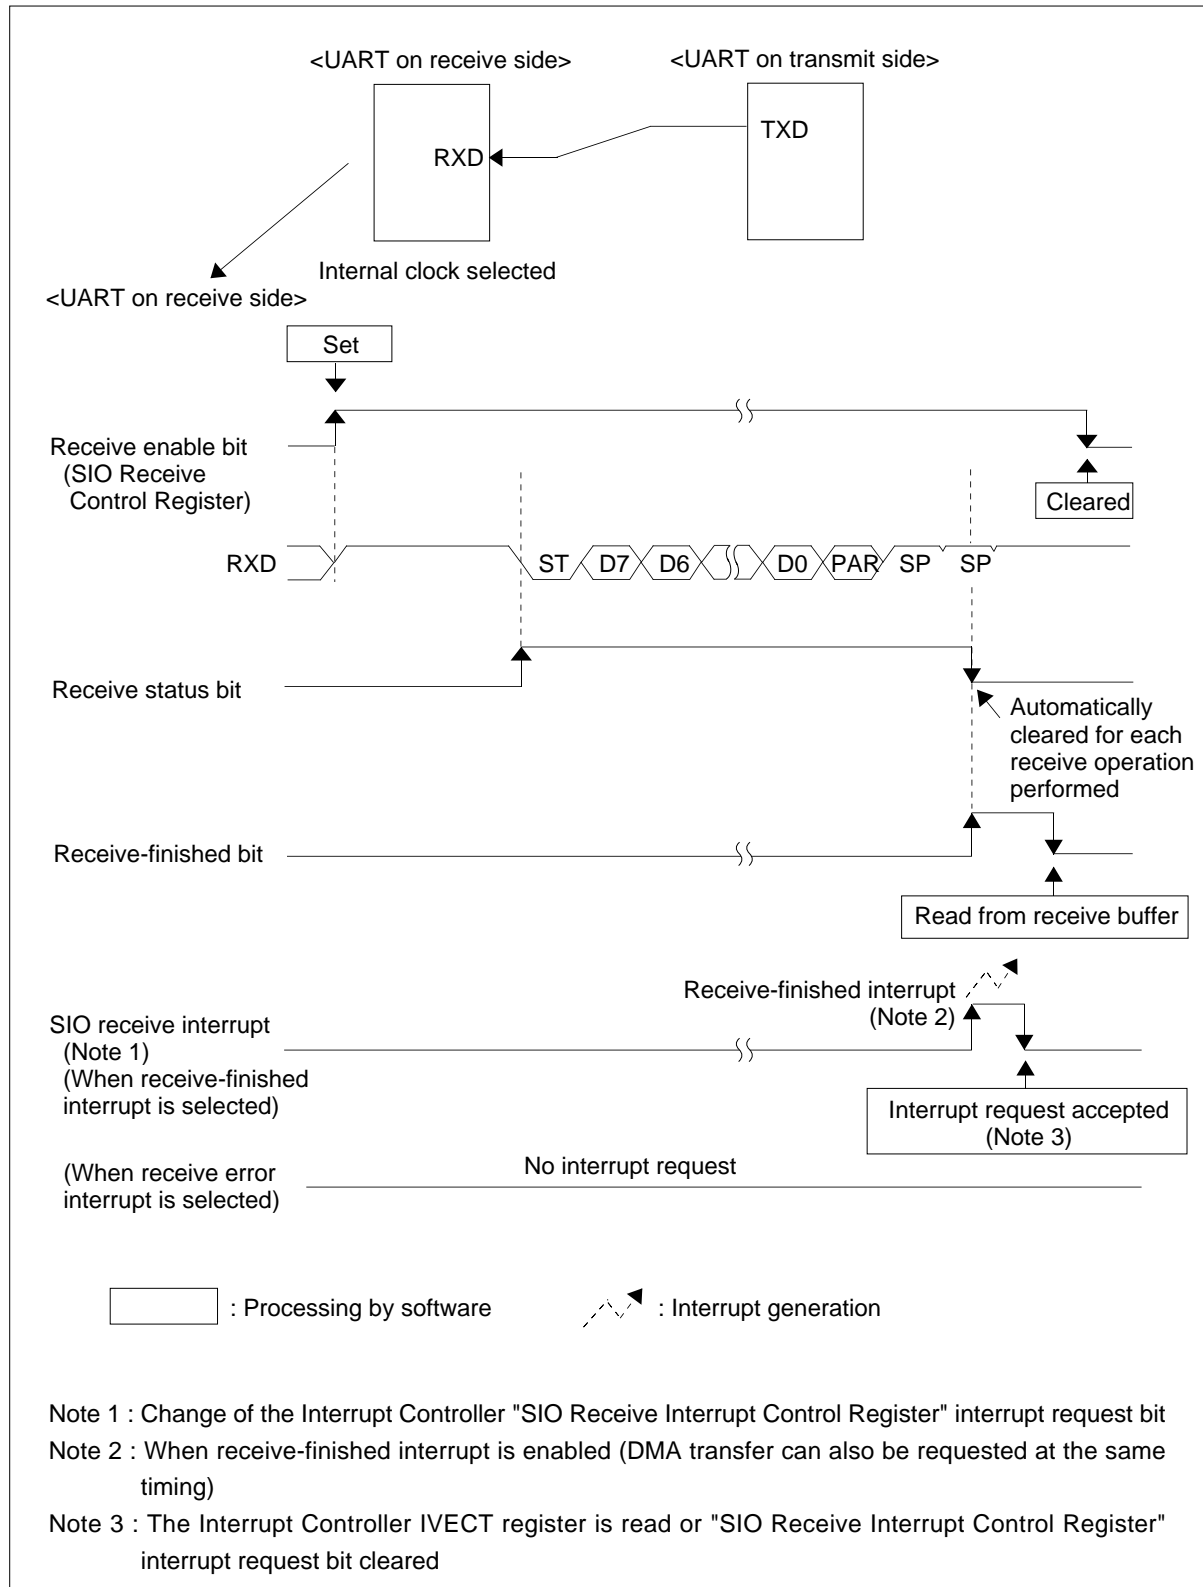 <UART on receive side>
<UART on transmit side>
TXD
RXD
Internal clock selected
<UART on receive side>
Set
Receive enable bit
(SIO Receive
Control Register)
Cleared
RXD
ST D7 D6 D0 PAR SP SP
Receive status bit
Automatically
cleared for each
receive operation
performed
Receive-finished bit
Read from receive buffer
Receive-finished interrupt
(Note 2)
SIO receive interrupt
(Note 1)
(When receive-finished
interrupt is selected)
Interrupt request accepted
(Note 3)
(When receive error
interrupt is selected)
No interrupt request
: Processing by software
: Interrupt generation
Note 1 : Change of the Interrupt Controller "SIO Receive Interrupt Control Register" interrupt request bit
Note 2 : When receive-finished interrupt is enabled (DMA transfer can also be requested at the same
timing)
Note 3 : The Interrupt Controller IVECT register is read or "SIO Receive Interrupt Control Register"
interrupt request bit cleared